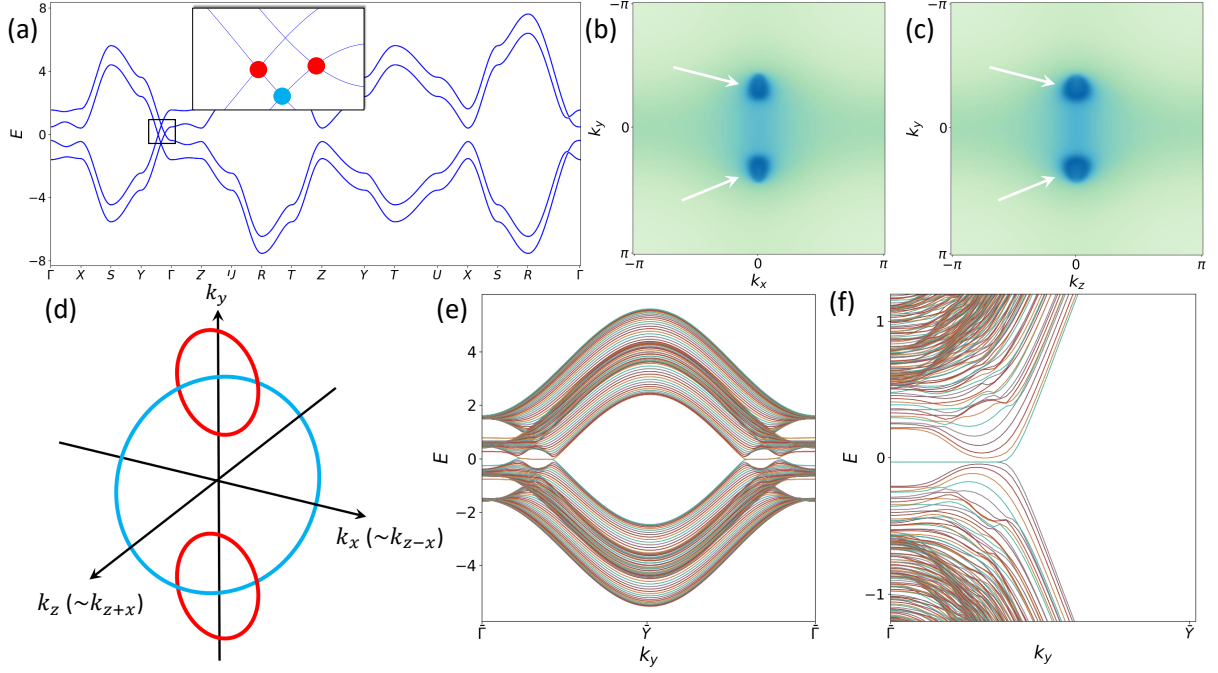 (a)
8
4
0
−4
−8
E
Γ X S Y Γ Z U R T Z Y T U X S R Γ
(b)
−π
0
π
k_y
−π 0 π
k_x
(c)
−π
0
π
k_y
−π 0 π
k_z
(d)
k_y
k_x (~k_{z−x})
k_z (~k_{z+x})
(e)
4
2
0
−2
−4
E
Γ̄ Ȳ Γ̄
k_y
(f)
1
0
−1
E
Γ̄ Ȳ
k_y